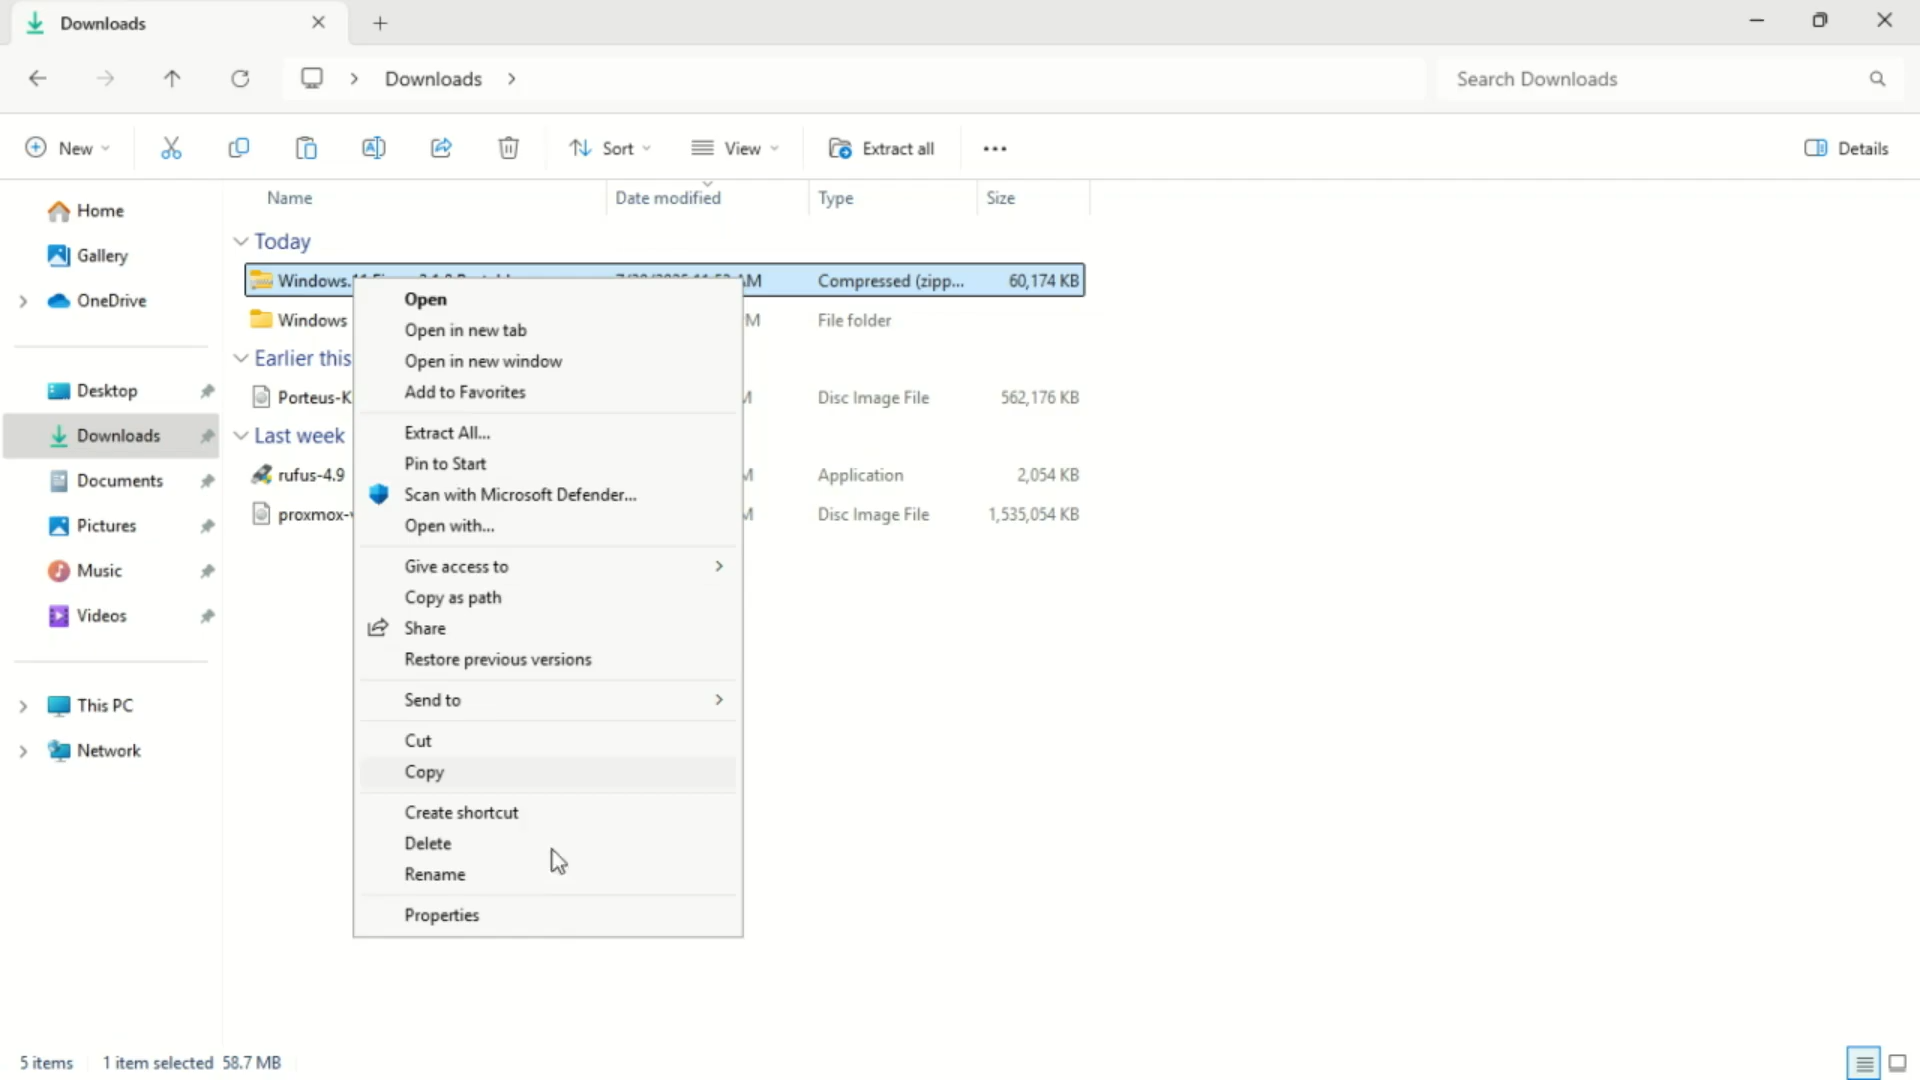 Downloads
Downloads
Search Downloads
New
Sort
View
Extract all
Details
Name Date modified Type Size
Home
Gallery
OneDrive
Desktop
Downloads
Documents
Pictures
Music
Videos
This PC
Network
Today
Windows. AM Compressed (zipp... 60,174 KB
Windows M File folder
Earlier this
Porteus-K Disc Image File 562,176 KB
Last week
rufus-4.9 Application 2,054 KB
proxmox- Disc Image File 1,535,054 KB
Open
Open in new tab
Open in new window
Add to Favorites
Extract All...
Pin to Start
Scan with Microsoft Defender...
Open with...
Give access to
Copy as path
Share
Restore previous versions
Send to
Cut
Copy
Create shortcut
Delete
Rename
Properties
5 items 1 item selected 58.7 MB